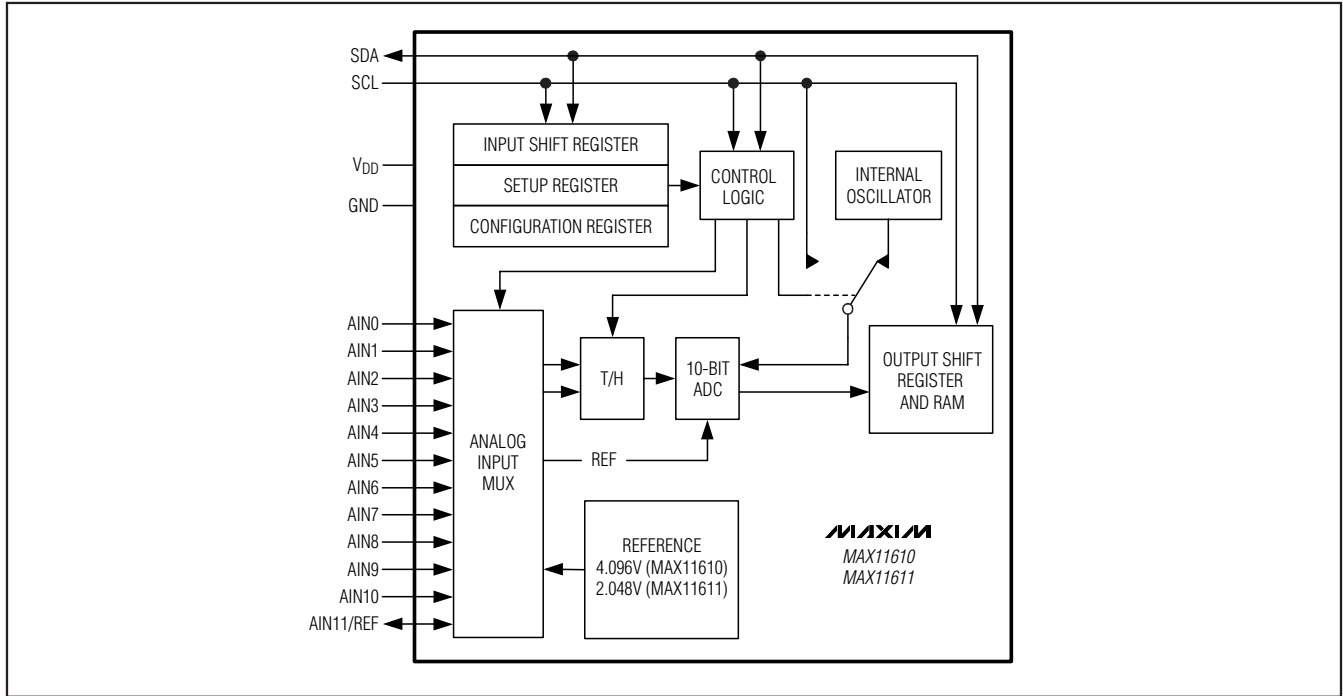 SDA
SCL
VDD
GND
INPUT SHIFT REGISTER
SETUP REGISTER
CONFIGURATION REGISTER
CONTROL
LOGIC
INTERNAL
OSCILLATOR
AIN0
AIN1
AIN2
AIN3
AIN4
AIN5
AIN6
AIN7
AIN8
AIN9
AIN10
AIN11/REF
ANALOG
INPUT
MUX
T/H
10-BIT
ADC
REF
OUTPUT SHIFT
REGISTER
AND RAM
REFERENCE
4.096V (MAX11610)
2.048V (MAX11611)
MAXIM
MAX11610
MAX11611